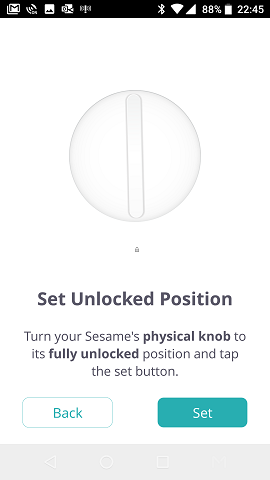 88% 22:45
Set Unlocked Position
Turn your Sesame's physical knob to
its fully unlocked position and tap
the set button.
Back Set